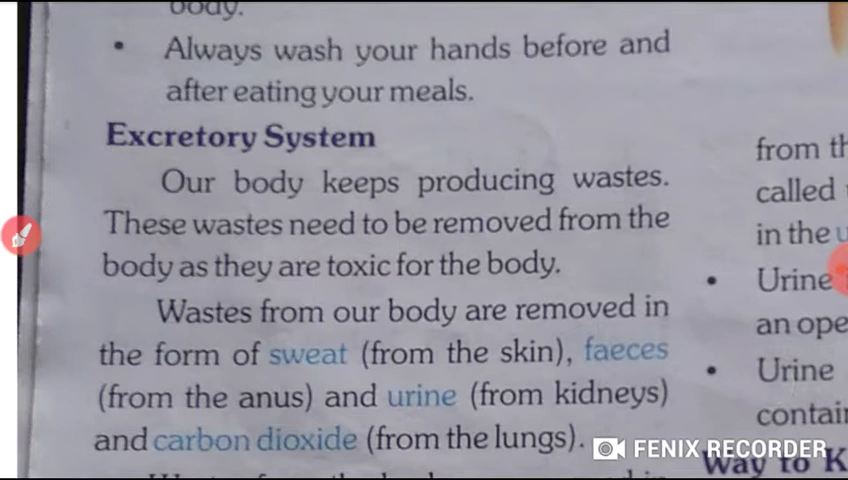 body.
• Always wash your hands before and
after eating your meals.
Excretory System
Our body keeps producing wastes.
These wastes need to be removed from the
body as they are toxic for the body.
Wastes from our body are removed in
the form of sweat (from the skin), faeces
(from the anus) and urine (from kidneys)
and carbon dioxide (from the lungs).
from th
called
in the u
• Urine
an ope
• Urine
contain
Way to K
FENIX RECORDER